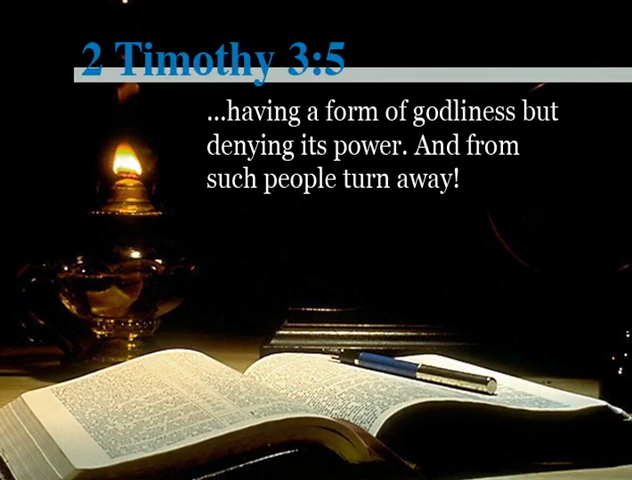 2 Timothy 3:5
...having a form of godliness but
denying its power. And from
such people turn away!